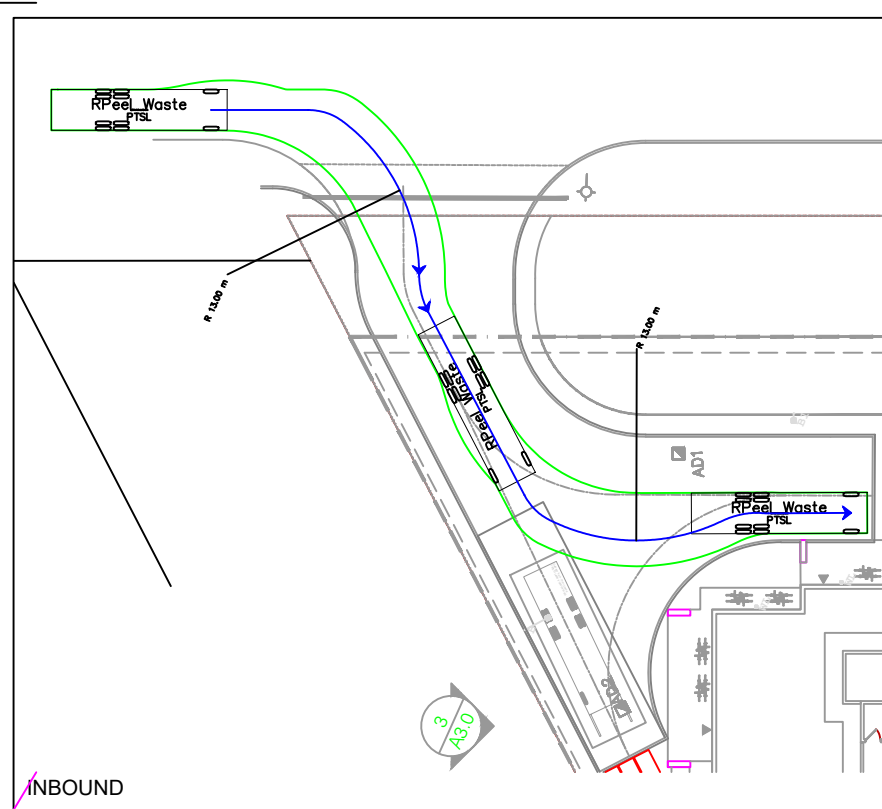 RPeel_Waste
PTSL
R 13.00 m
R 13.00 m
RPeel_Waste
PTSL
AD1
RPeel_Waste
PTSL
AD2
3
A3.0
INBOUND